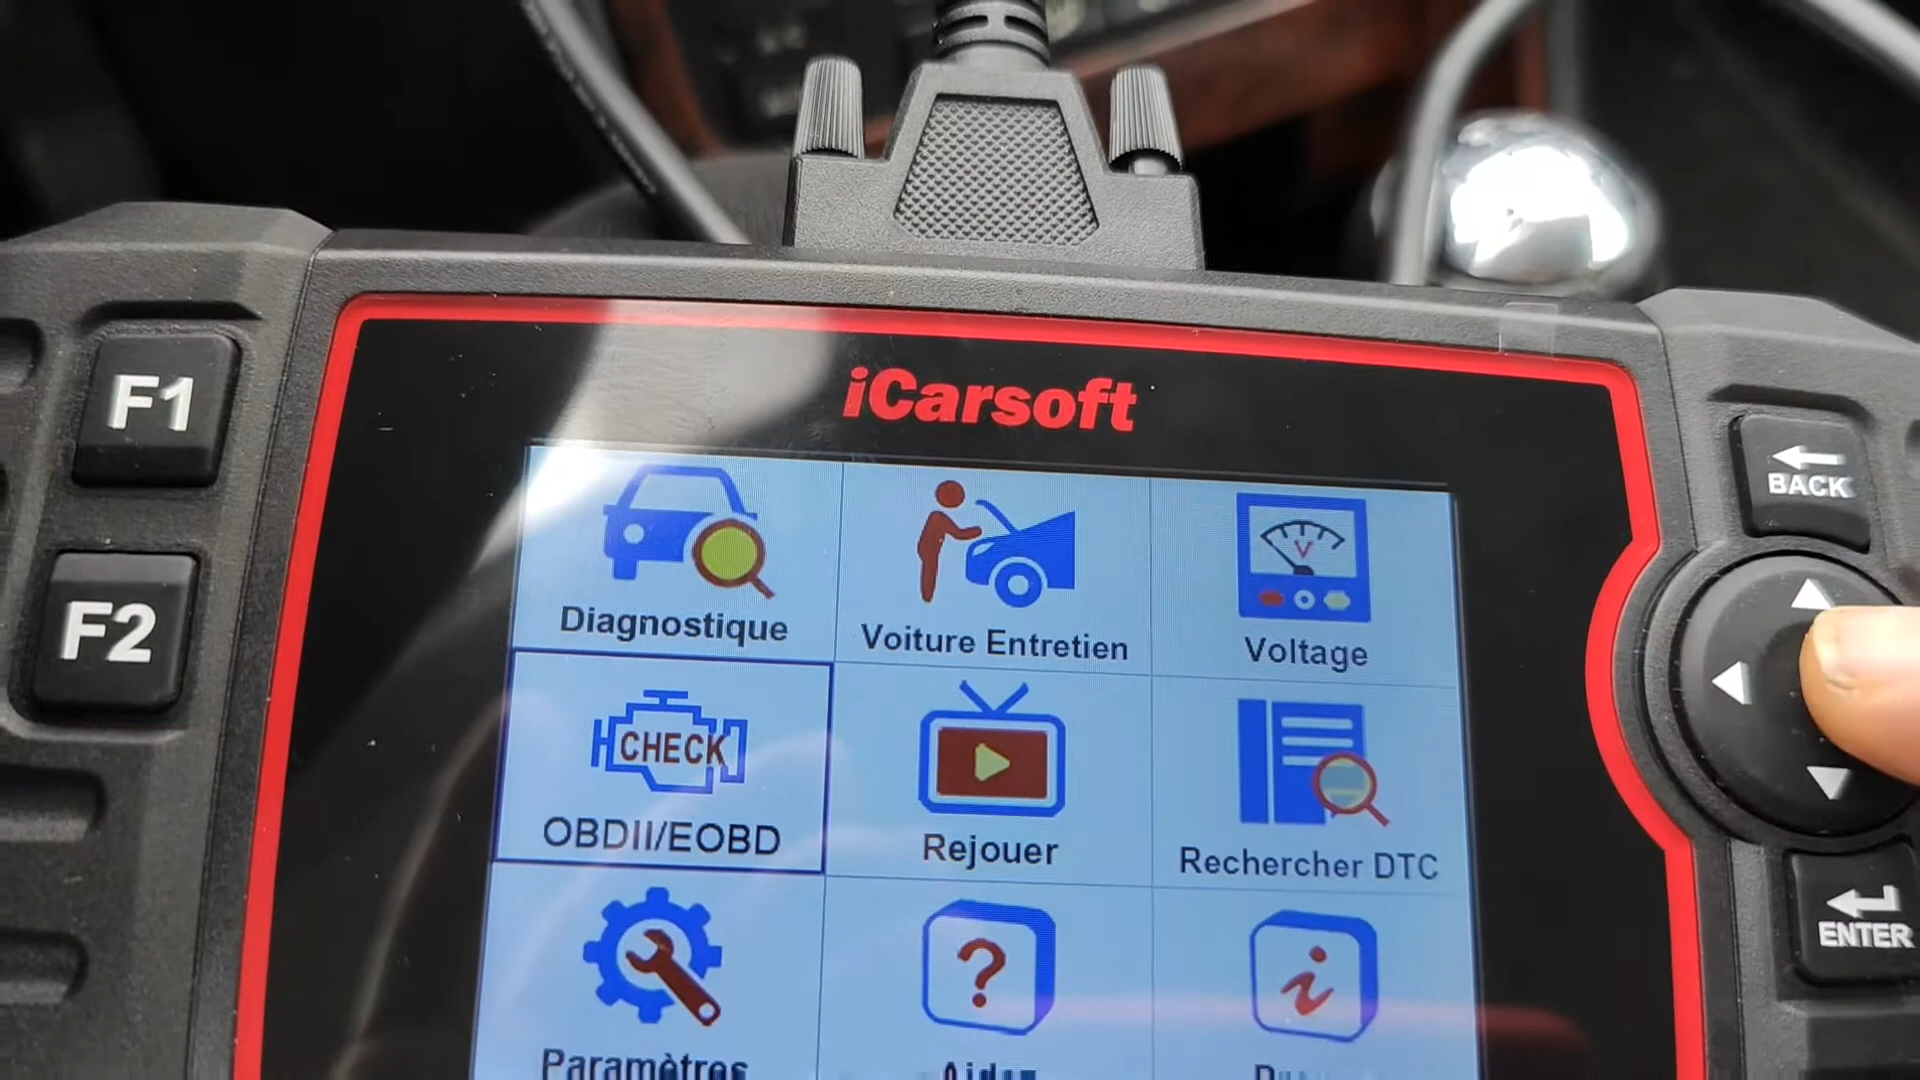 iCarsoft
F1
F2
BACK
ENTER
Diagnostique
Voiture Entretien
V
Voltage
CHECK
OBDII/EOBD
Rejouer
Rechercher DTC
?
i
Paramètres